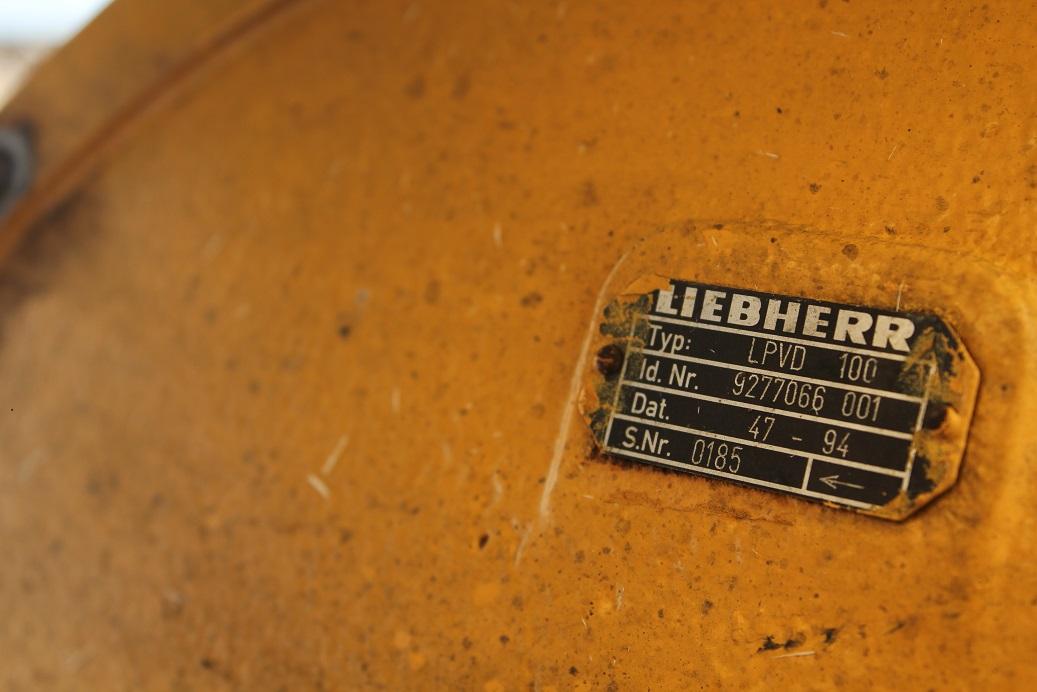 LIEBHERR
Typ: LPVD 100
Id. Nr. 9277066 001
Dat. 47 - 94
S.Nr. 0185 ←